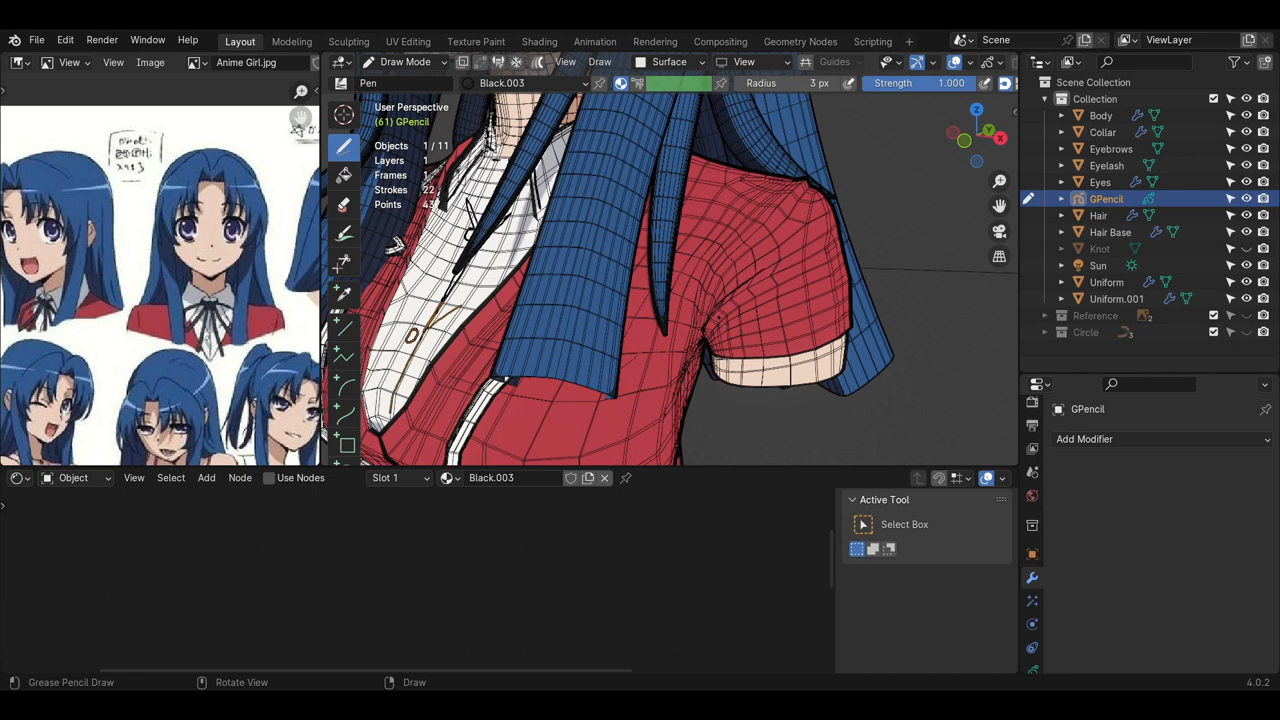 File Edit Render Window Help
Layout Modeling Sculpting UV Editing Texture Paint Shading Animation Rendering Compositing Geometry Nodes Scripting
Scene
ViewLayer
View View Image Anime Girl.jpg
Draw Mode View Draw Surface View Guides
Pen Black.003 Radius 3 px Strength 1.000
User Perspective
(61) GPencil
Objects 1 / 11
Layers 1
Frames 1
Strokes 22
Points
Z
Y
X
Scene Collection
Collection
Body
Collar
Eyebrows
Eyelash
Eyes
GPencil
Hair
Hair Base
Knot
Sun
Uniform
Uniform.001
Reference 2
Circle 3
GPencil
Add Modifier
Object View Select Add Node Use Nodes Slot 1 Black.003
Active Tool
Select Box
Grease Pencil Draw Rotate View Draw 4.0.2